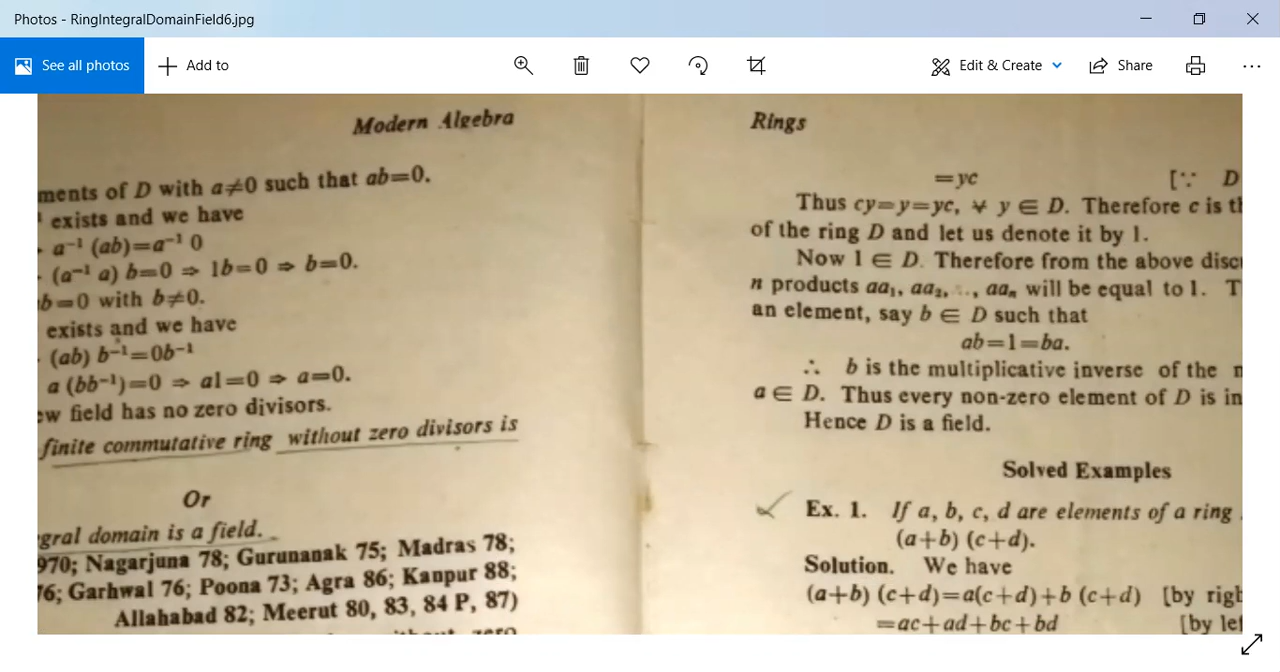 Photos - RingIntegralDomainField6.jpg
See all photos
Add to
Edit & Create
Share
Modern Algebra
ments of D with a≠0 such that ab=0.
exists and we have
a⁻¹ (ab)=a⁻¹ 0
(a⁻¹ a) b=0 ⇒ 1b=0 ⇒ b=0.
b=0 with b≠0.
exists and we have
(ab) b⁻¹=0b⁻¹
a (bb⁻¹)=0 ⇒ a1=0 ⇒ a=0.
ew field has no zero divisors.
finite commutative ring without zero divisors is
Or
gral domain is a field.
970; Nagarjuna 78; Gurunanak 75; Madras 78;
76; Garhwal 76; Poona 73; Agra 86; Kanpur 88;
Allahabad 82; Meerut 80, 83, 84 P, 87)
zero
Rings
=yc [∵ D
Thus cy=y=yc, ∀ y ∈ D. Therefore c is th
of the ring D and let us denote it by 1.
Now 1 ∈ D. Therefore from the above discu
n products aa₁, aa₂, ..., aaₙ will be equal to 1. T
an element, say b ∈ D such that
ab=1=ba.
∴ b is the multiplicative inverse of the n
a ∈ D. Thus every non-zero element of D is in
Hence D is a field.
Solved Examples
Ex. 1. If a, b, c, d are elements of a ring
(a+b) (c+d).
Solution. We have
(a+b) (c+d)=a(c+d)+b (c+d) [by righ
=ac+ad+bc+bd [by lef